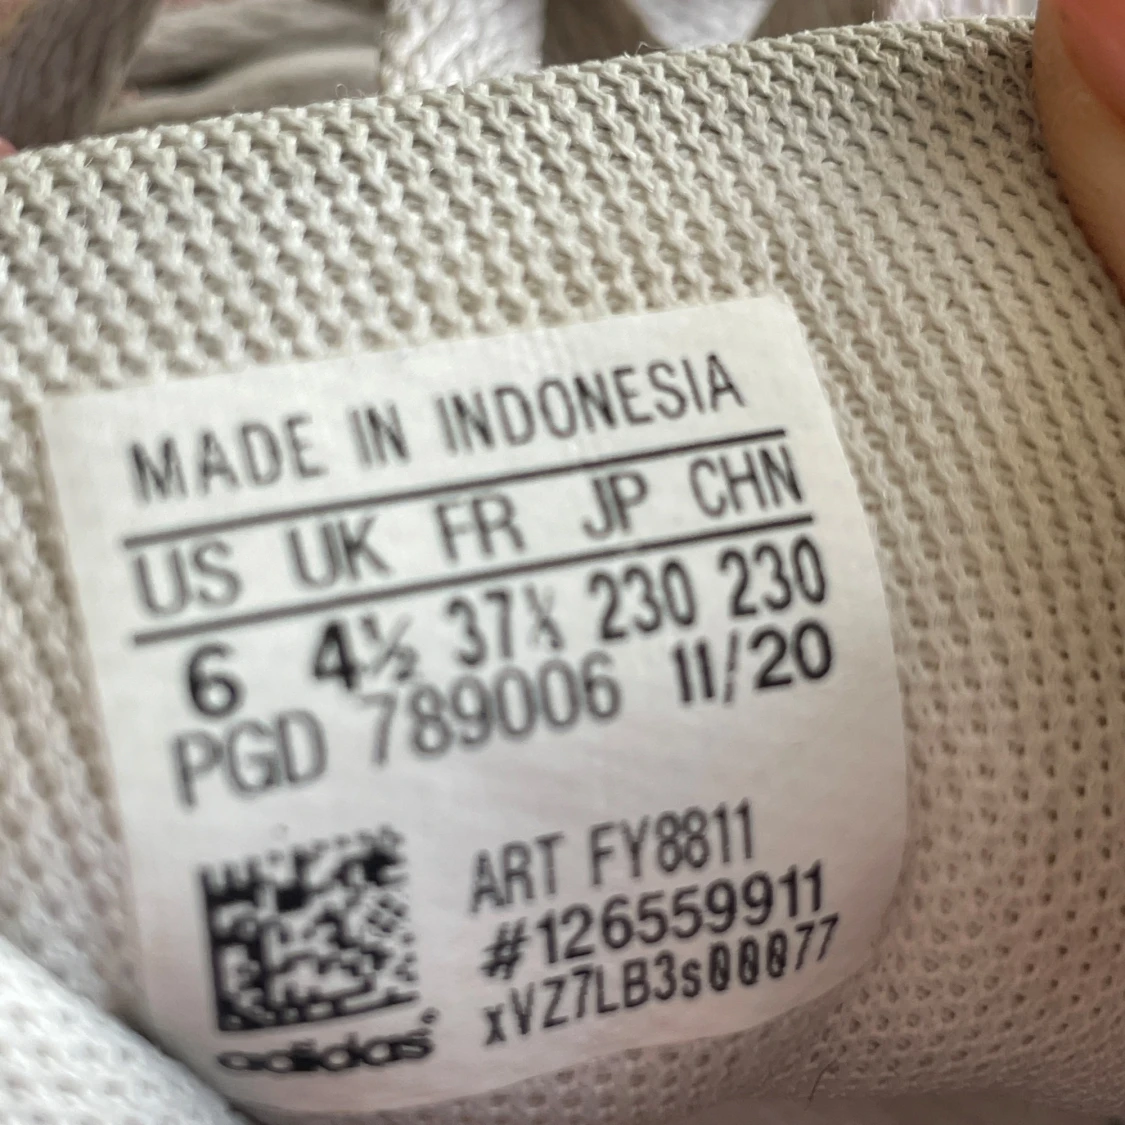 MADE IN INDONESIA
US UK FR JP CHN
6 4½ 37⅓ 230 230
PGD 789006 11/20
ART FY8811
#126559911
xVZ7LB3s00077
adidas